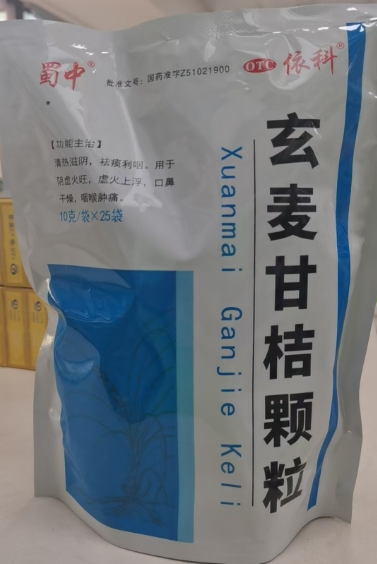 蜀中®
批准文号:国药准字Z51021900
OTC
依科®
【功能主治】
清热滋阴,祛痰利咽。用于
阴虚火旺,虚火上浮,口鼻
干燥,咽喉肿痛。
10克/袋×25袋
玄麦甘桔颗粒
Xuanmai Ganjie Keli